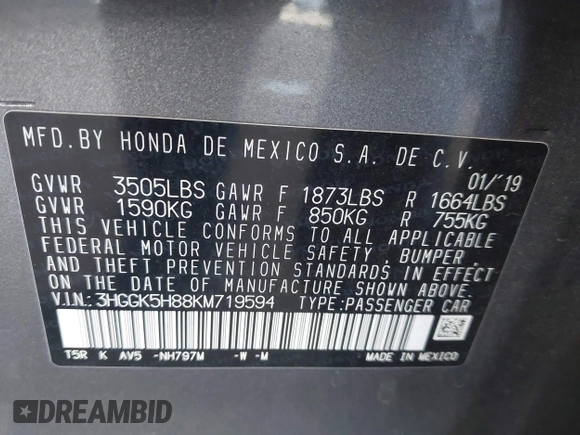 MFD.BY HONDA DE MEXICO S.A. DE C.V.
01/'19
GVWR 3505LBS GAWR F 1873LBS R 1664LBS
GVWR 1590KG GAWR F 850KG R 755KG
THIS VEHICLE CONFORMS TO ALL APPLICABLE
FEDERAL MOTOR VEHICLE SAFETY, BUMPER,
AND THEFT PREVENTION STANDARDS IN EFFECT
ON THE DATE OF MANUFACTURE SHOWN ABOVE.
V.I.N.: 3HGGK5H88KM719594 TYPE: PASSENGER CAR
T5R K AV5 -NH797M -W -M MADE IN MEXICO
DREAMBID